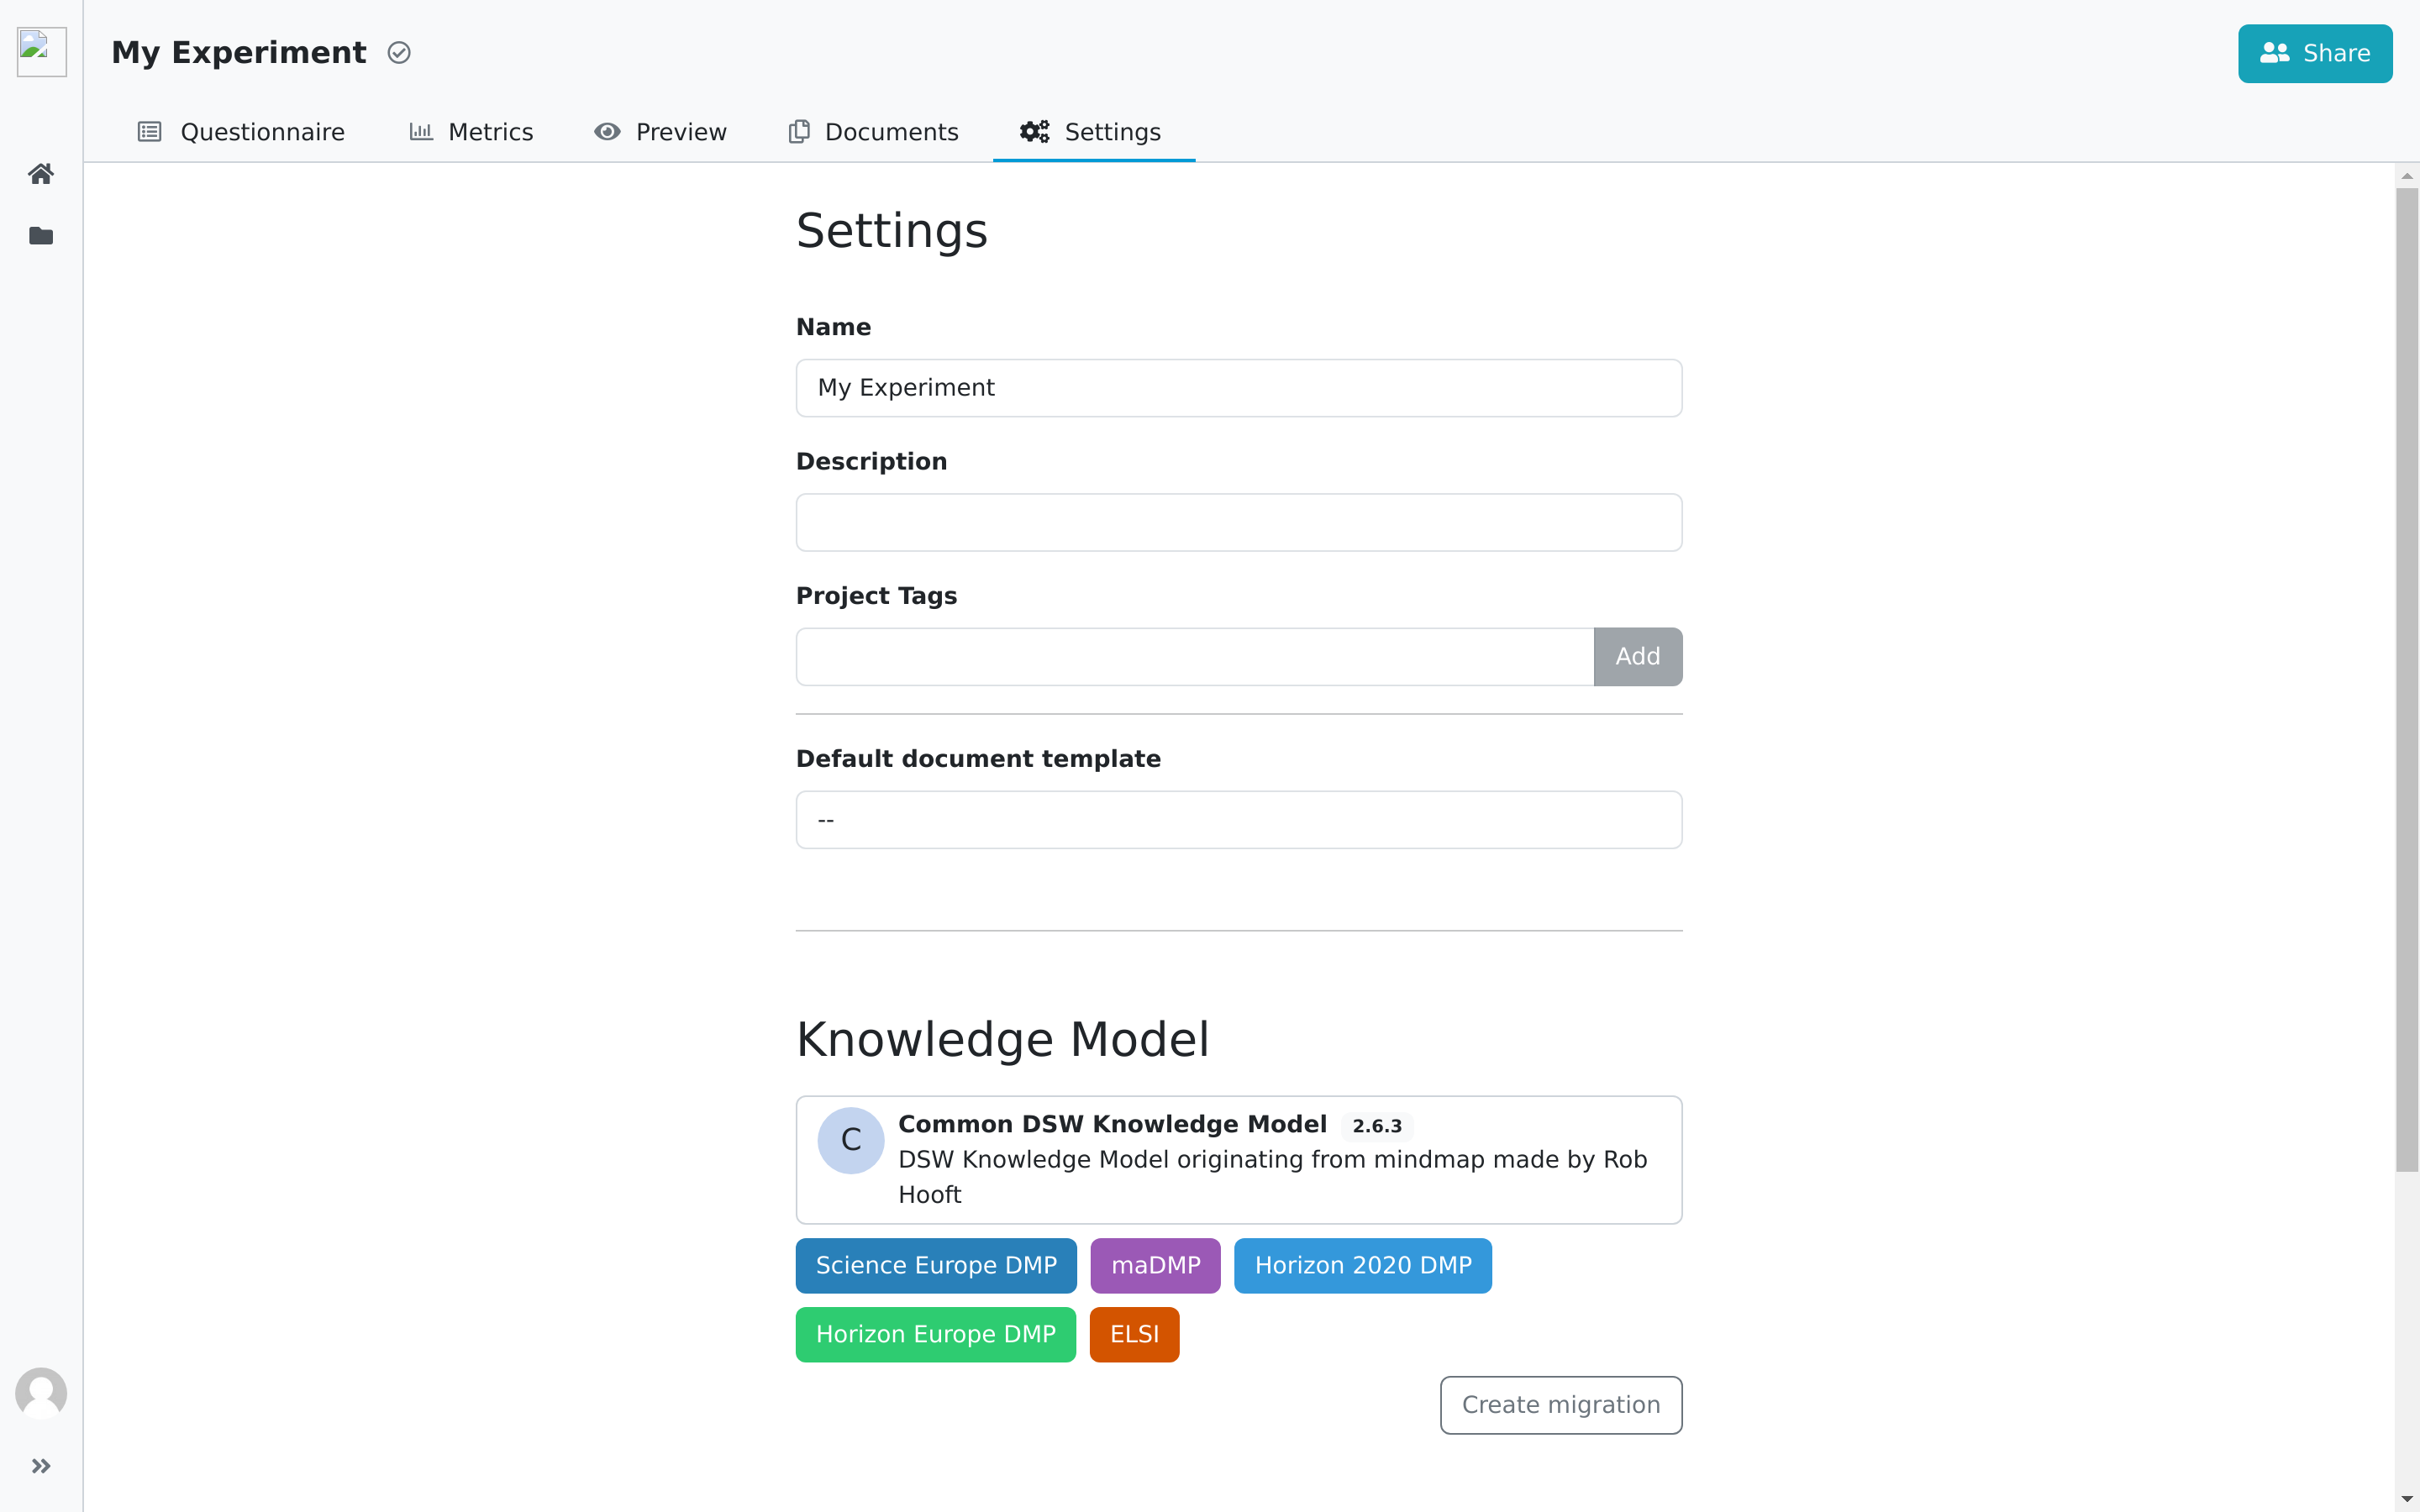 My Experiment
Share
Questionnaire
Metrics
Preview
Documents
Settings
Settings
Name
My Experiment
Description
Project Tags
Add
Default document template
--
Knowledge Model
C
Common DSW Knowledge Model 2.6.3
DSW Knowledge Model originating from mindmap made by Rob
Hooft
Science Europe DMP
maDMP
Horizon 2020 DMP
Horizon Europe DMP
ELSI
Create migration